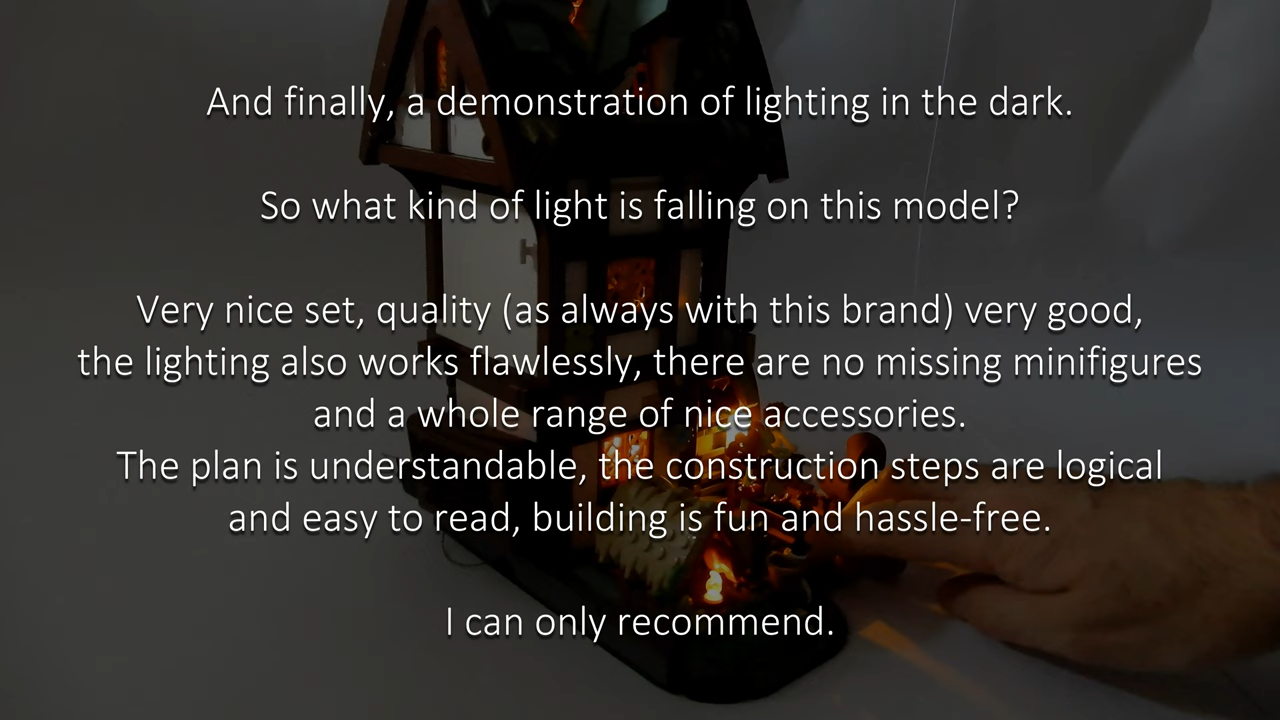 And finally, a demonstration of lighting in the dark.
So what kind of light is falling on this model?
Very nice set, quality (as always with this brand) very good,
the lighting also works flawlessly, there are no missing minifigures
and a whole range of nice accessories.
The plan is understandable, the construction steps are logical
and easy to read, building is fun and hassle-free.
I can only recommend.